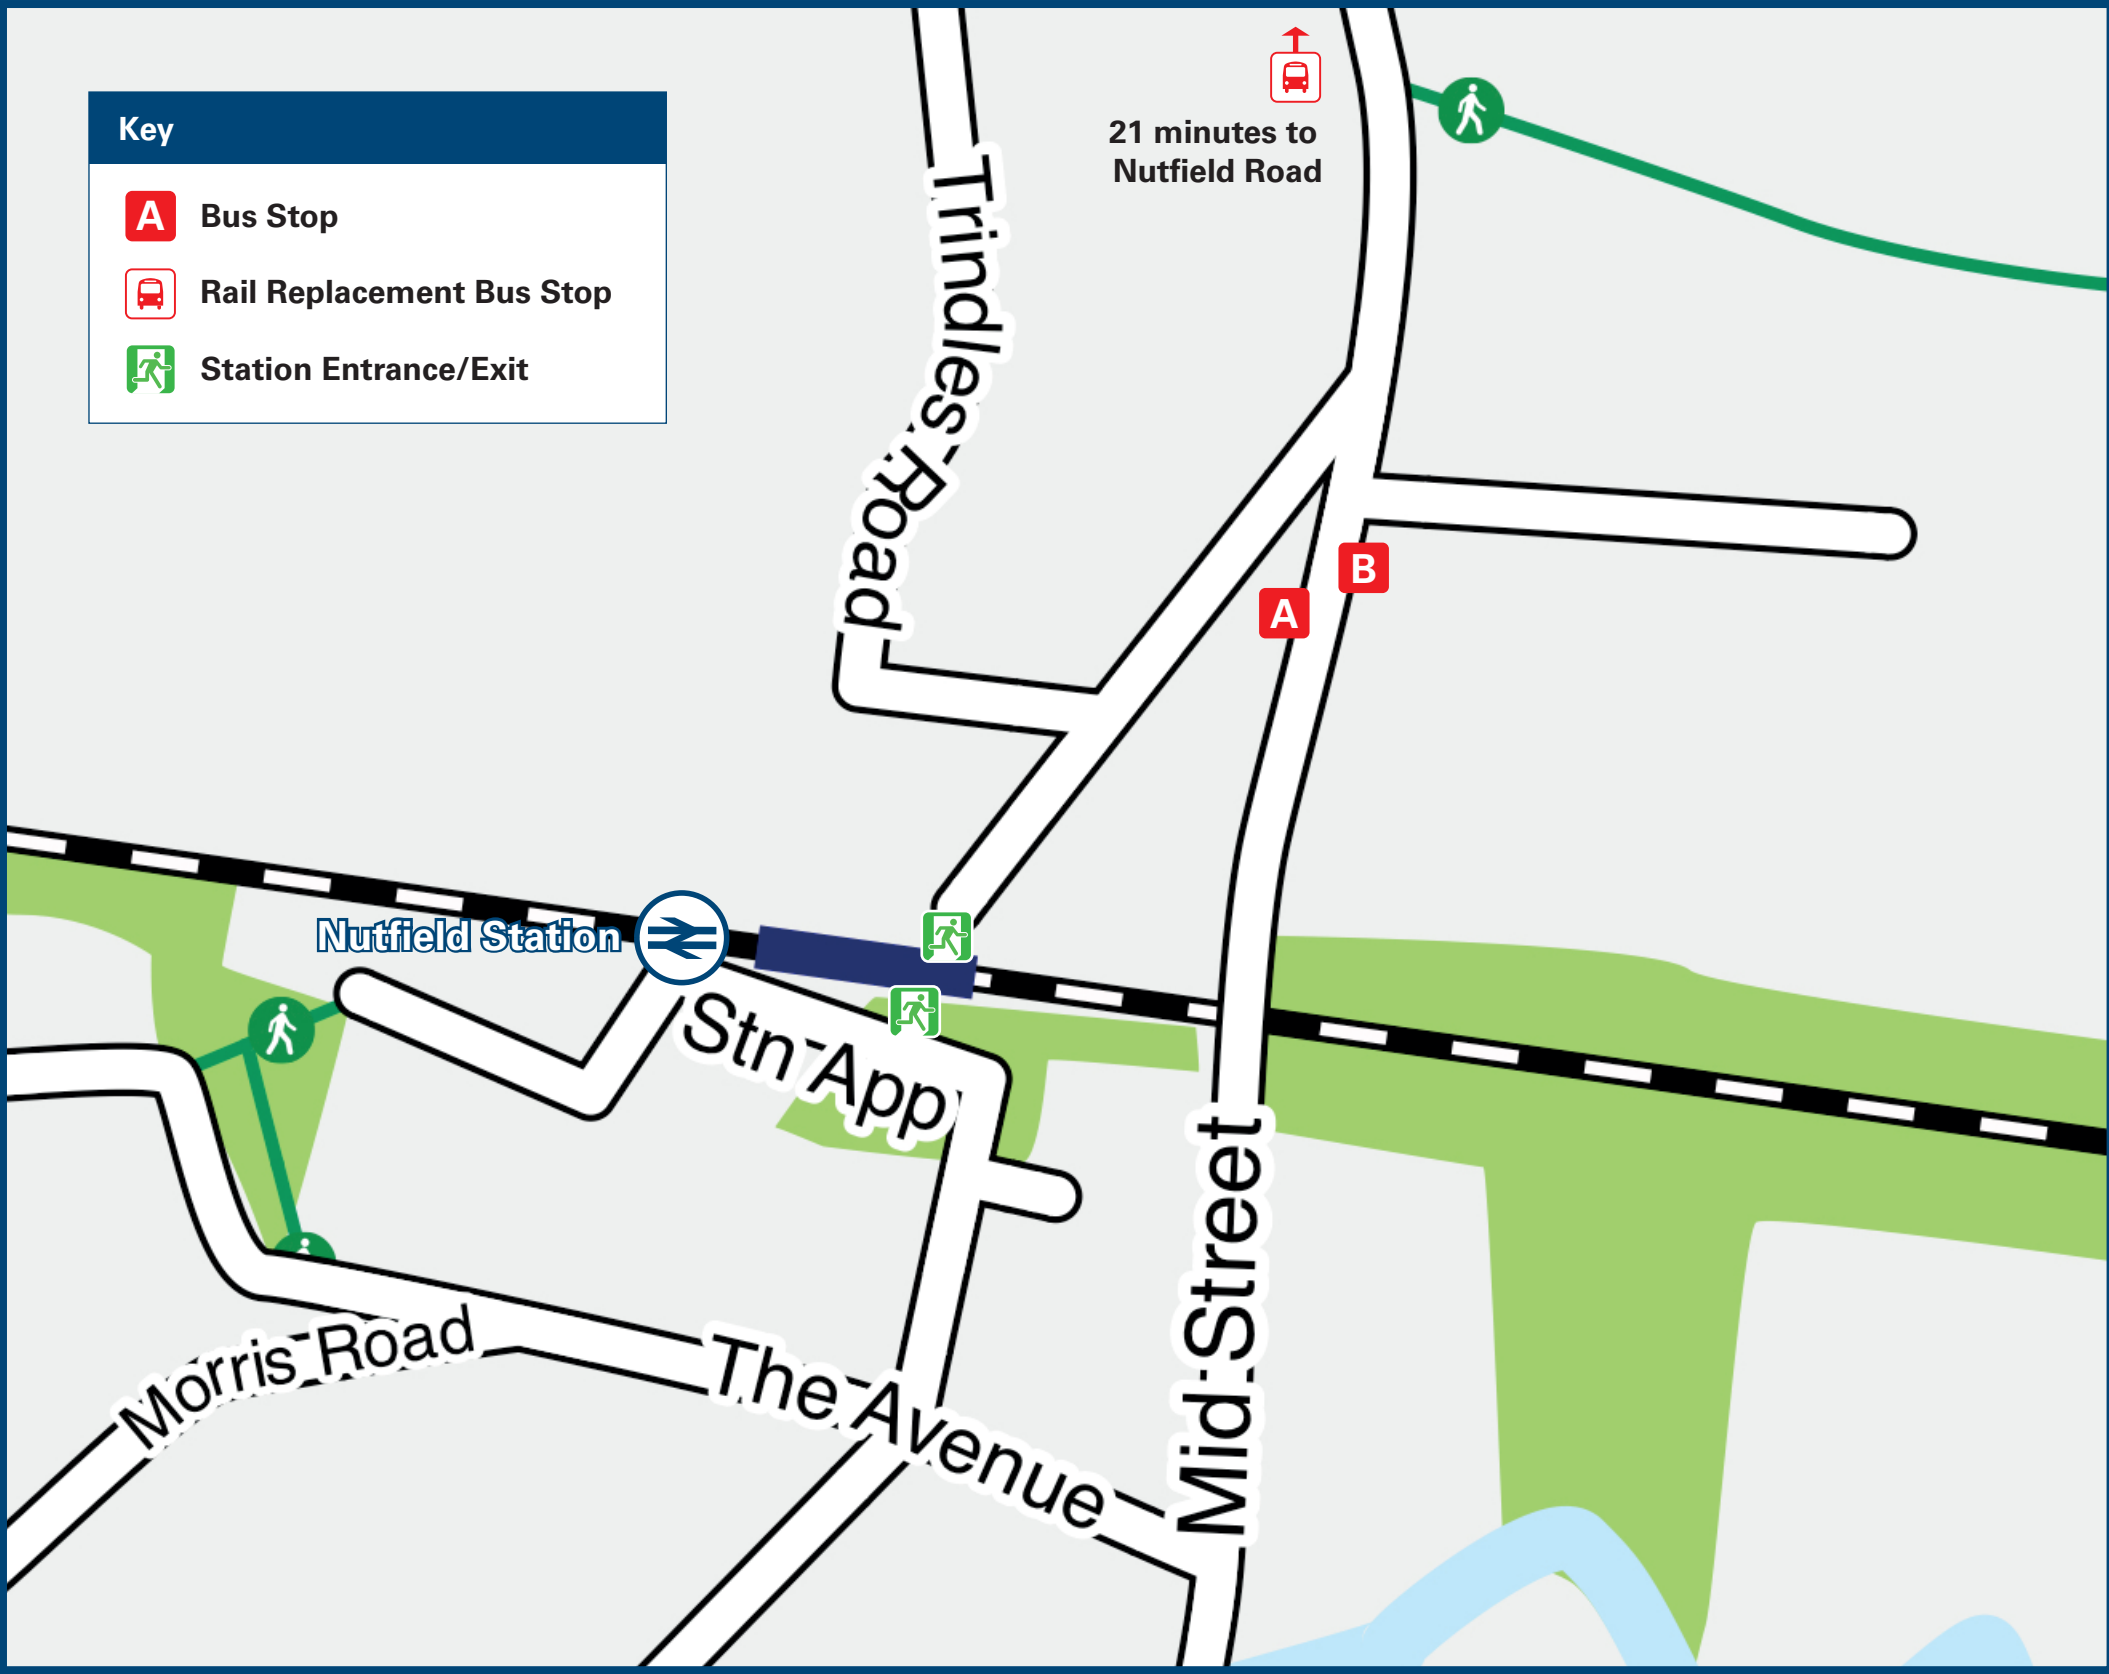 Key
A Bus Stop
Rail Replacement Bus Stop
Station Entrance/Exit
21 minutes to
Nutfield Road
Trindles Road
B
A
Nutfield Station
Stn App
Mid Street
Morris Road
The Avenue